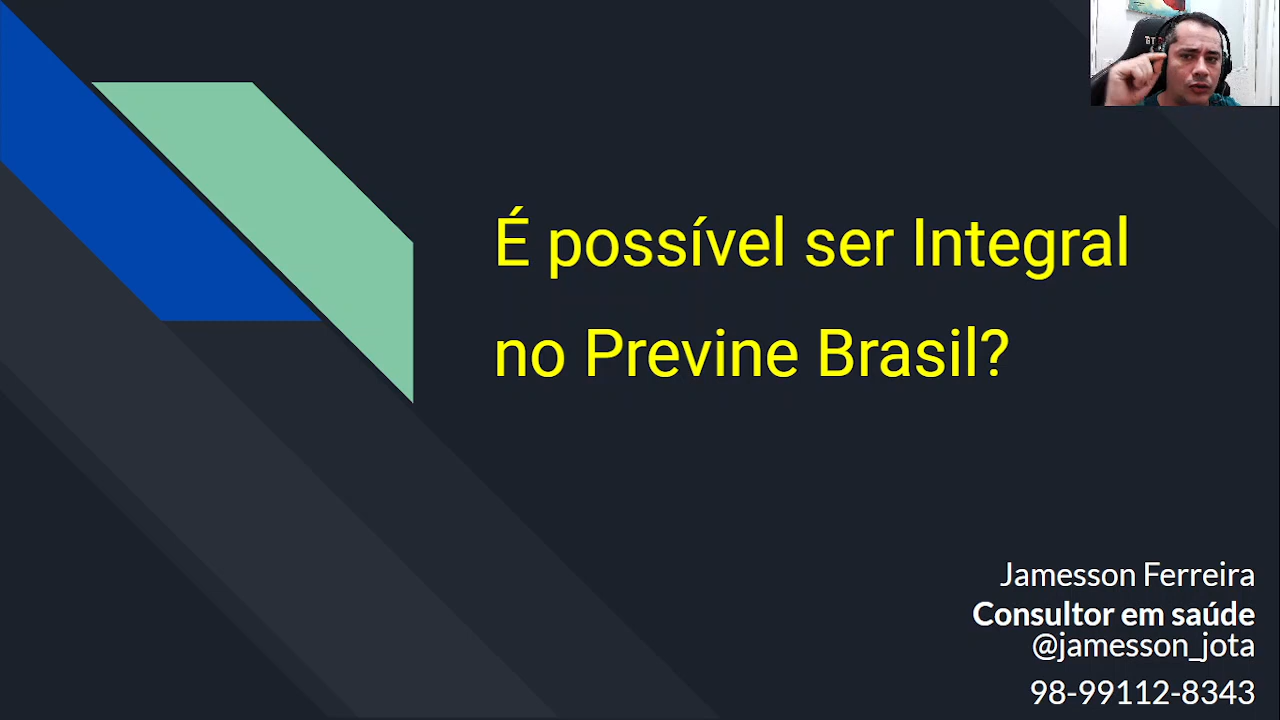 É possível ser Integral
no Previne Brasil?
Jamesson Ferreira
Consultor em saúde
@jamesson_jota
98-99112-8343